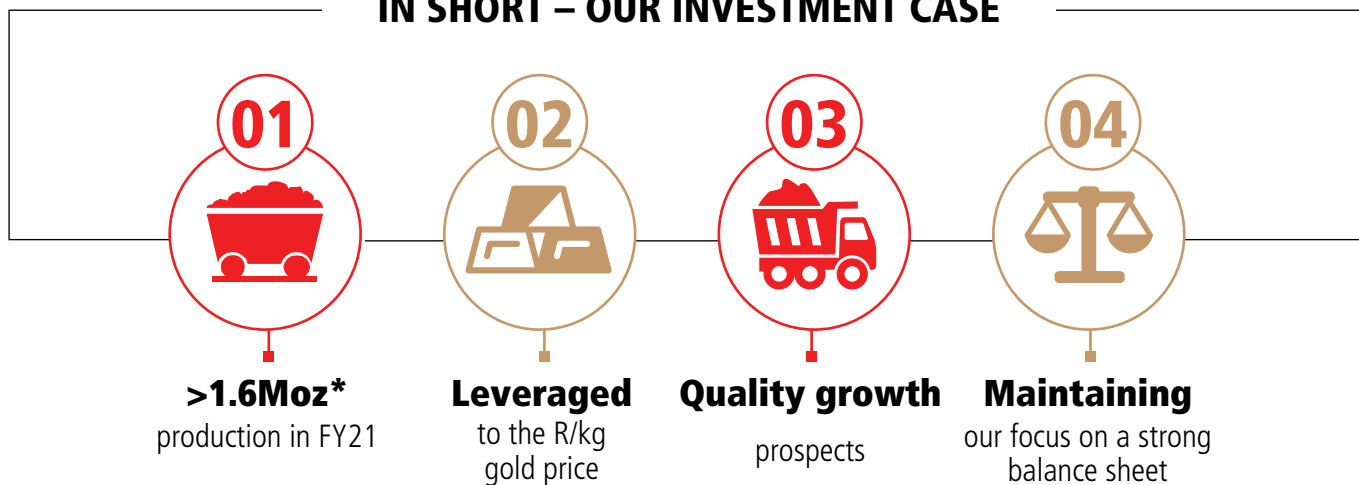 IN SHORT – OUR INVESTMENT CASE
01
02
03
04
>1.6Moz*
production in FY21
Leveraged
to the R/kg
gold price
Quality growth
prospects
Maintaining
our focus on a strong
balance sheet